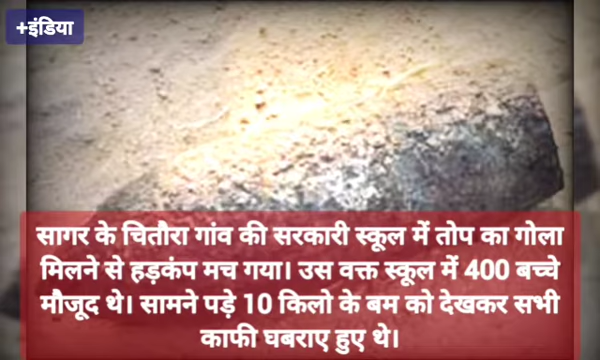 +इंडिया
सागर के चितौरा गांव की सरकारी स्कूल में तोप का गोला
मिलने से हड़कंप मच गया। उस वक्त स्कूल में 400 बच्चे
मौजूद थे। सामने पड़े 10 किलो के बम को देखकर सभी
काफी घबराए हुए थे।